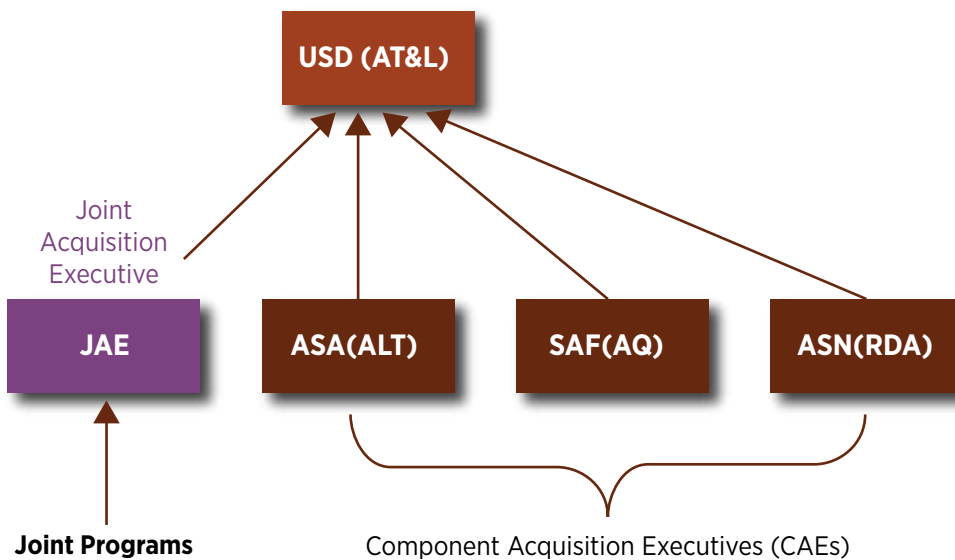 USD (AT&L)
Joint
Acquisition
Executive
JAE
ASA(ALT)
SAF(AQ)
ASN(RDA)
Joint Programs
Component Acquisition Executives (CAEs)